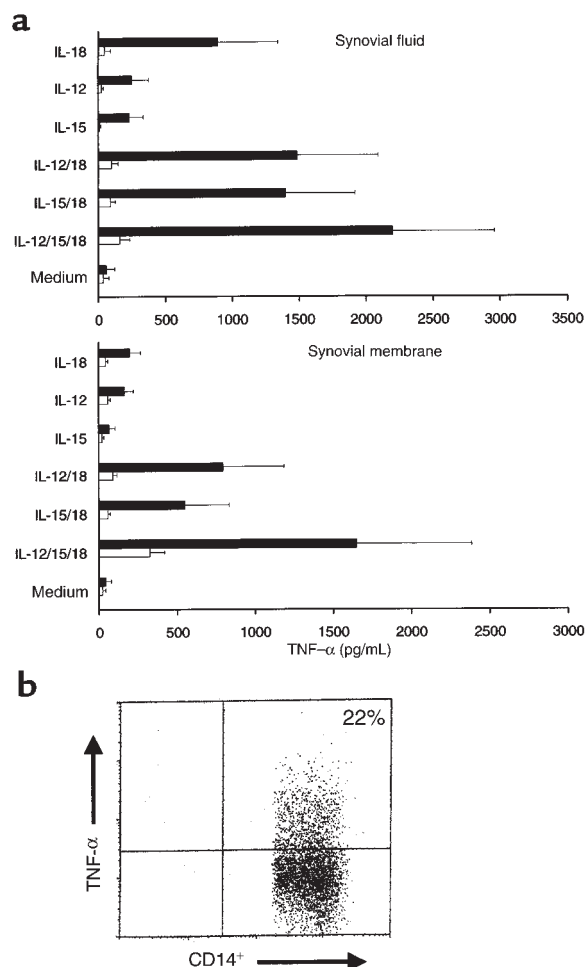 a
Synovial fluid
IL-18
IL-12
IL-15
IL-12/18
IL-15/18
IL-12/15/18
Medium
0 500 1000 1500 2000 2500 3000 3500
Synovial membrane
IL-18
IL-12
IL-15
IL-12/18
IL-15/18
IL-12/15/18
Medium
0 500 1000 1500 2000 2500 3000
TNF–α (pg/mL)
b
22%
TNF-α
CD14+